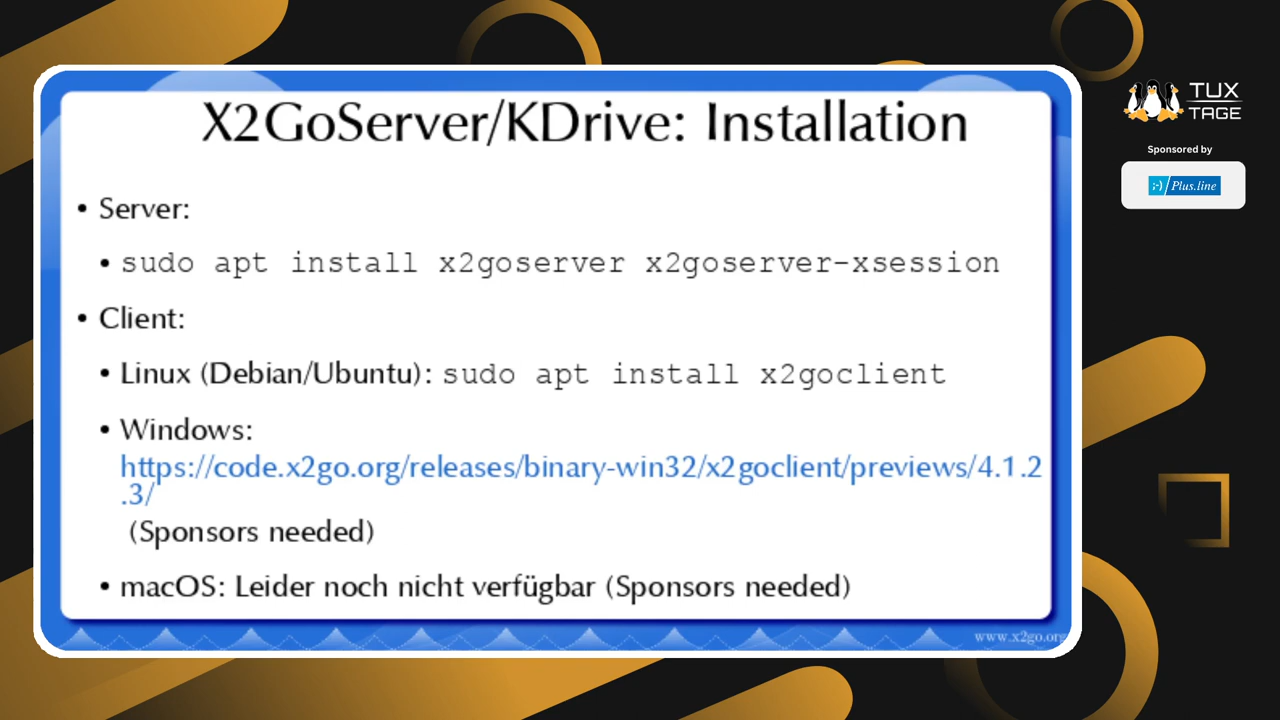 X2GoServer/KDrive: Installation
• Server:
• sudo apt install x2goserver x2goserver-xsession
• Client:
• Linux (Debian/Ubuntu): sudo apt install x2goclient
• Windows:
https://code.x2go.org/releases/binary-win32/x2goclient/previews/4.1.2
.3/
(Sponsors needed)
• macOS: Leider noch nicht verfügbar (Sponsors needed)
www.x2go.org
TUX
TAGE
Sponsored by
:-) Plus.line